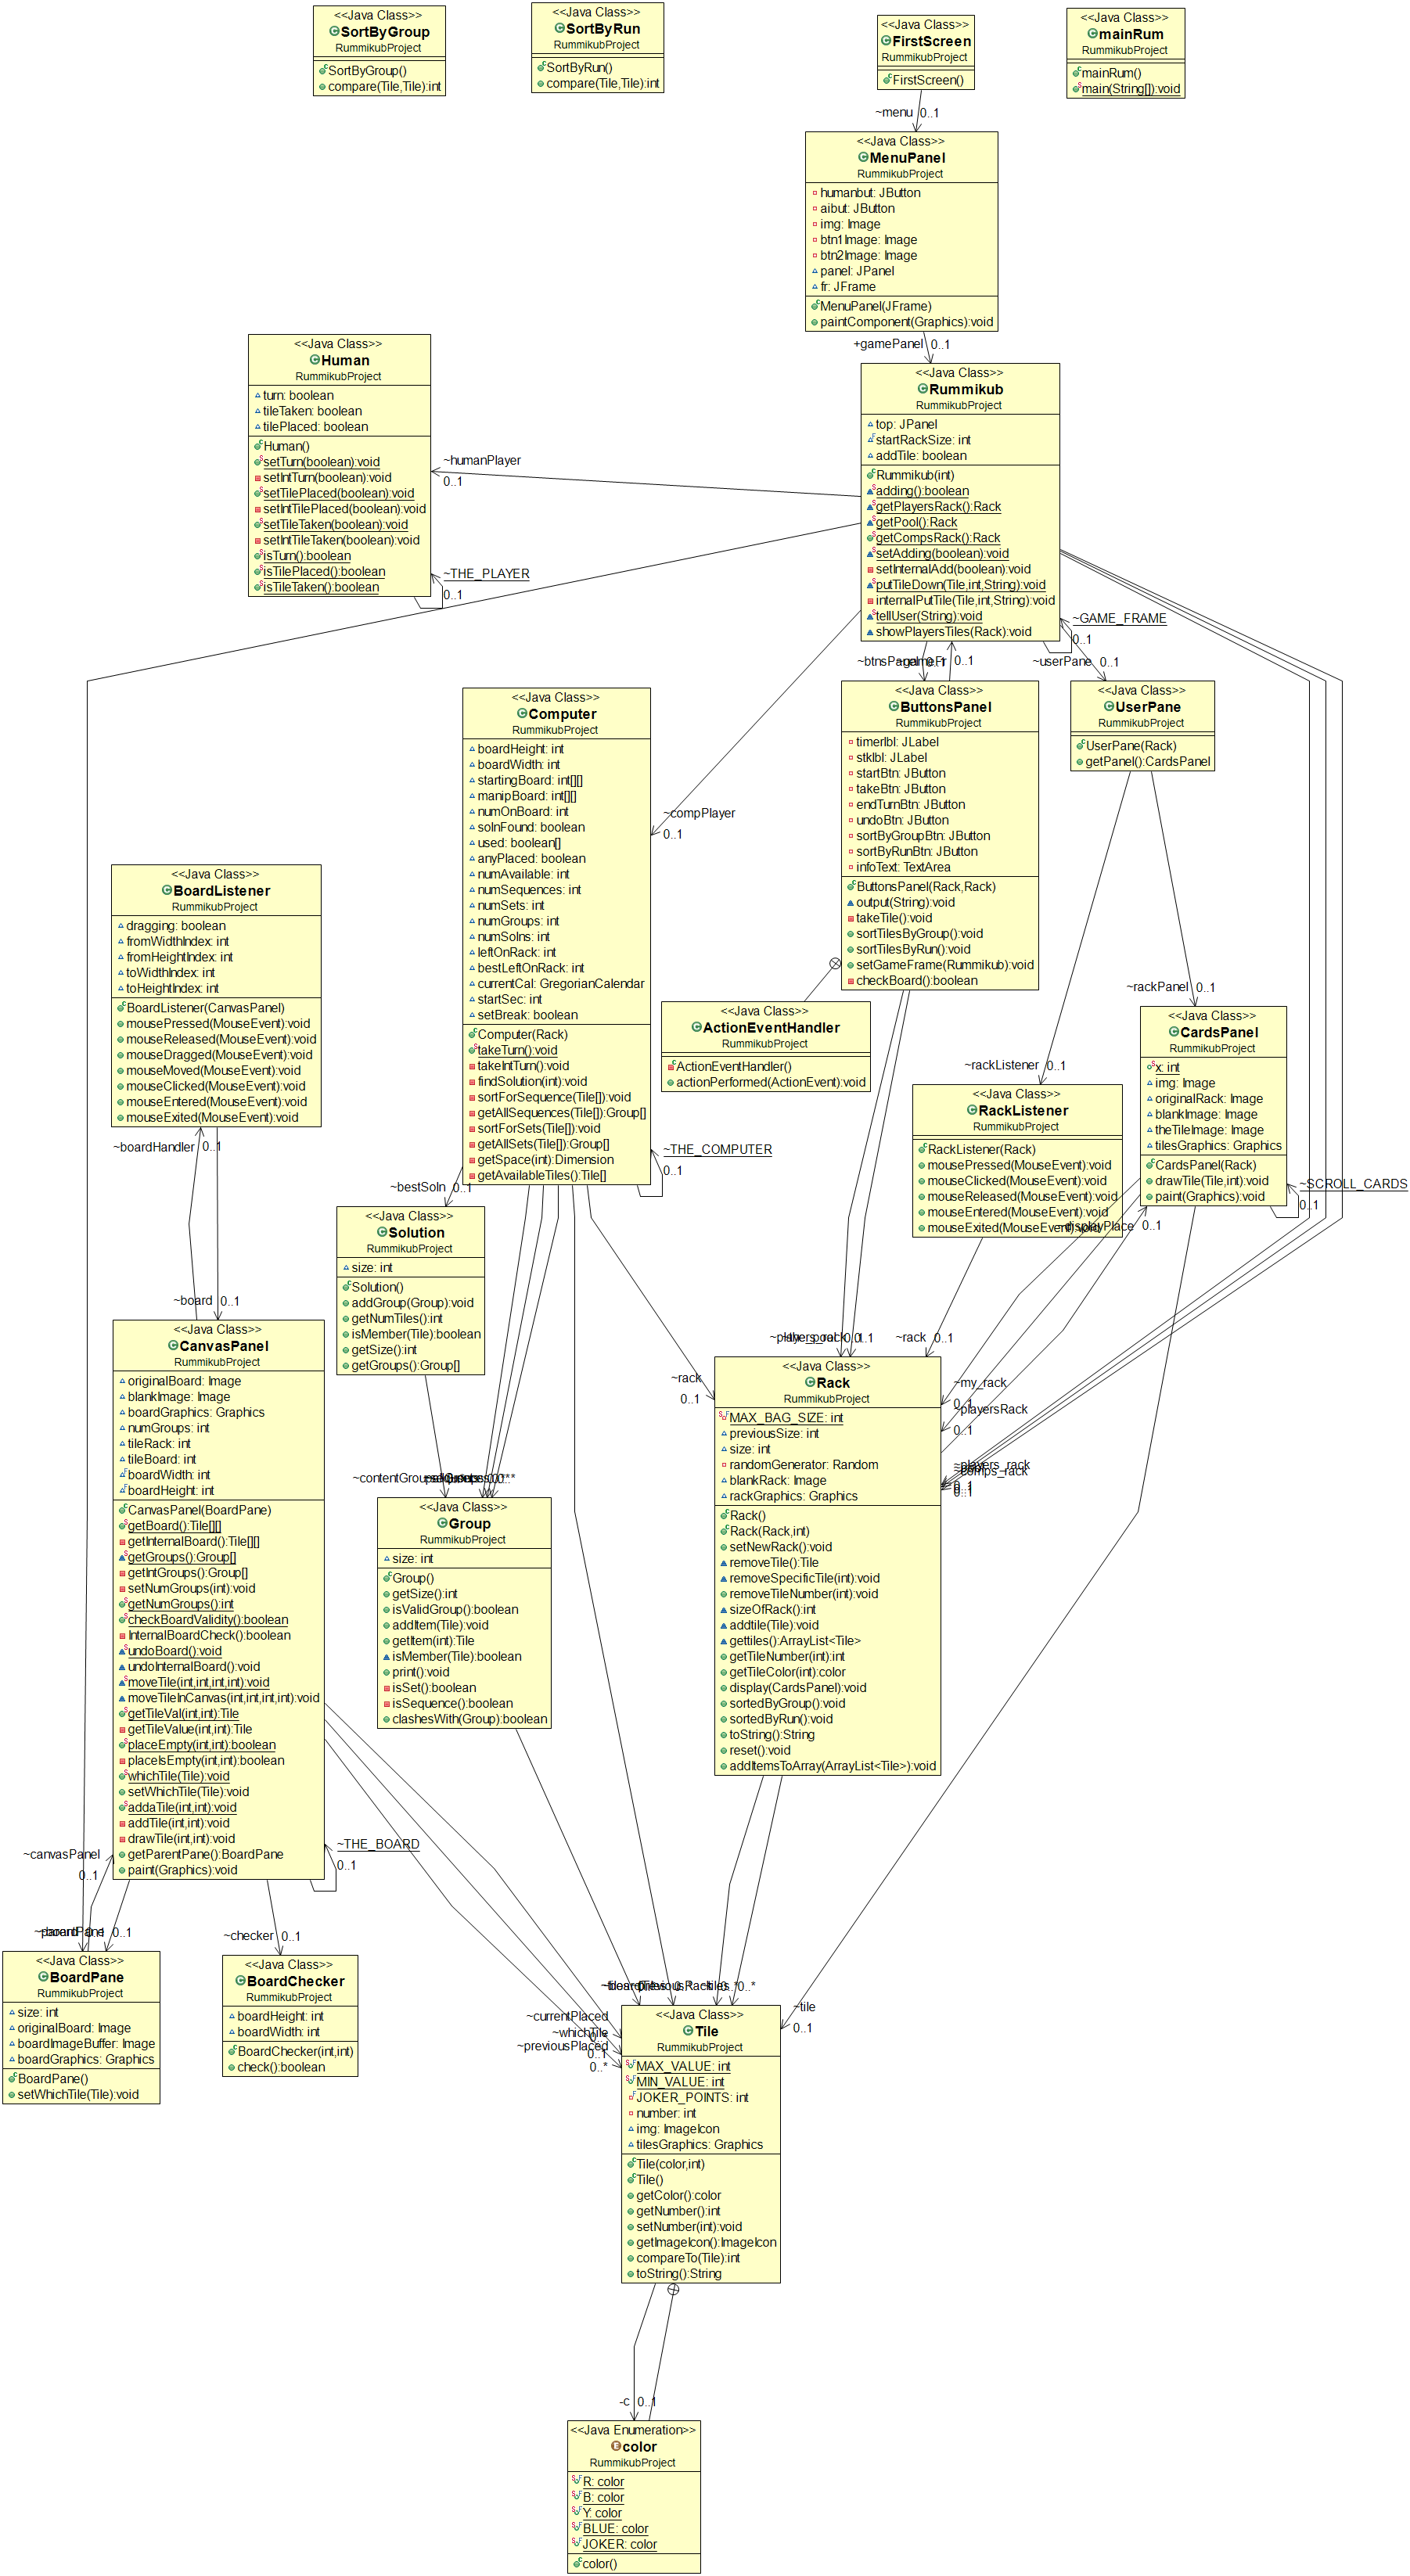 <<Java Class>>
SortByGroup
RummikubProject
SortByGroup()
compare(Tile,Tile):int
<<Java Class>>
SortByRun
RummikubProject
SortByRun()
compare(Tile,Tile):int
<<Java Class>>
FirstScreen
RummikubProject
FirstScreen()
<<Java Class>>
mainRum
RummikubProject
mainRum()
main(String[]):void
~menu 0..1
<<Java Class>>
MenuPanel
RummikubProject
humanbut: JButton
aibut: JButton
img: Image
btn1Image: Image
btn2Image: Image
panel: JPanel
fr: JFrame
MenuPanel(JFrame)
paintComponent(Graphics):void
+gamePanel 0..1
<<Java Class>>
Human
RummikubProject
turn: boolean
tileTaken: boolean
tilePlaced: boolean
Human()
setTurn(boolean):void
setIntTurn(boolean):void
setTilePlaced(boolean):void
setIntTilePlaced(boolean):void
setTileTaken(boolean):void
setIntTileTaken(boolean):void
isTurn():boolean
isTilePlaced():boolean
isTileTaken():boolean
~humanPlayer
0..1
~THE_PLAYER
0..1
<<Java Class>>
Rummikub
RummikubProject
top: JPanel
startRackSize: int
addTile: boolean
Rummikub(int)
adding():boolean
getPlayersRack():Rack
getPool():Rack
getCompsRack():Rack
setAdding(boolean):void
setInternalAdd(boolean):void
putTileDown(Tile,int,String):void
internalPutTile(Tile,int,String):void
tellUser(String):void
showPlayersTiles(Rack):void
~GAME_FRAME
0..1
0..1
~userPane 0..1
<<Java Class>>
Computer
RummikubProject
boardHeight: int
boardWidth: int
startingBoard: int[][]
manipBoard: int[][]
numOnBoard: int
solnFound: boolean
used: boolean[]
anyPlaced: boolean
numAvailable: int
numSequences: int
numSets: int
numGroups: int
numSolns: int
leftOnRack: int
bestLeftOnRack: int
currentCal: GregorianCalendar
startSec: int
setBreak: boolean
Computer(Rack)
takeTurn():void
takeIntTurn():void
findSolution(int):void
sortForSequence(Tile[]):void
getAllSequences(Tile[]):Group[]
sortForSets(Tile[]):void
getAllSets(Tile[]):Group[]
getSpace(int):Dimension
getAvailableTiles():Tile[]
~compPlayer
0..1
~THE_COMPUTER
0..1
<<Java Class>>
ButtonsPanel
RummikubProject
timerlbl: JLabel
stklbl: JLabel
startBtn: JButton
takeBtn: JButton
endTurnBtn: JButton
undoBtn: JButton
sortByGroupBtn: JButton
sortByRunBtn: JButton
infoText: TextArea
ButtonsPanel(Rack,Rack)
output(String):void
takeTile():void
sortTilesByGroup():void
sortTilesByRun():void
setGameFrame(Rummikub):void
checkBoard():boolean
<<Java Class>>
UserPane
RummikubProject
UserPane(Rack)
getPanel():CardsPanel
<<Java Class>>
BoardListener
RummikubProject
dragging: boolean
fromWidthIndex: int
fromHeightIndex: int
toWidthIndex: int
toHeightIndex: int
BoardListener(CanvasPanel)
mousePressed(MouseEvent):void
mouseReleased(MouseEvent):void
mouseDragged(MouseEvent):void
mouseMoved(MouseEvent):void
mouseClicked(MouseEvent):void
mouseEntered(MouseEvent):void
mouseExited(MouseEvent):void
~boardHandler 0..1
~board 0..1
<<Java Class>>
ActionEventHandler
RummikubProject
ActionEventHandler()
actionPerformed(ActionEvent):void
~rackPanel 0..1
<<Java Class>>
CardsPanel
RummikubProject
x: int
img: Image
originalRack: Image
blankImage: Image
theTileImage: Image
tilesGraphics: Graphics
CardsPanel(Rack)
drawTile(Tile,int):void
paint(Graphics):void
~SCROLL_CARDS
0..1
~rackListener 0..1
<<Java Class>>
RackListener
RummikubProject
RackListener(Rack)
mousePressed(MouseEvent):void
mouseClicked(MouseEvent):void
mouseReleased(MouseEvent):void
mouseEntered(MouseEvent):void
mouseExited(MouseEvent):void
~displayPlace 0..1
~bestSoln 0..1
<<Java Class>>
Solution
RummikubProject
size: int
Solution()
addGroup(Group):void
getNumTiles():int
isMember(Tile):boolean
getSize():int
getGroups():Group[]
<<Java Class>>
CanvasPanel
RummikubProject
originalBoard: Image
blankImage: Image
boardGraphics: Graphics
numGroups: int
tileRack: int
tileBoard: int
boardWidth: int
boardHeight: int
CanvasPanel(BoardPane)
getBoard():Tile[][]
getInternalBoard():Tile[][]
getGroups():Group[]
getIntGroups():Group[]
setNumGroups(int):void
getNumGroups():int
checkBoardValidity():boolean
InternalBoardCheck():boolean
undoBoard():void
undoInternalBoard():void
moveTile(int,int,int,int):void
moveTileInCanvas(int,int,int,int):void
getTileVal(int,int):Tile
getTileValue(int,int):Tile
placeEmpty(int,int):boolean
placeIsEmpty(int,int):boolean
whichTile(Tile):void
setWhichTile(Tile):void
addaTile(int,int):void
addTile(int,int):void
drawTile(int,int):void
getParentPane():BoardPane
paint(Graphics):void
~THE_BOARD
0..1
~canvasPanel
0..1
~rack
0..1
~rack 0..1
~my_rack
0..1
~playersRack
0..1
~players_rack
~comps_rack
0..1
<<Java Class>>
Rack
RummikubProject
MAX_BAG_SIZE: int
previousSize: int
size: int
randomGenerator: Random
blankRack: Image
rackGraphics: Graphics
Rack()
Rack(Rack,int)
setNewRack():void
removeTile():Tile
removeSpecificTile(int):void
removeTileNumber(int):void
sizeOfRack():int
addtile(Tile):void
gettiles():ArrayList<Tile>
getTileNumber(int):int
getTileColor(int):color
display(CardsPanel):void
sortedByGroup():void
sortedByRun():void
toString():String
reset():void
addItemsToArray(ArrayList<Tile>):void
<<Java Class>>
Group
RummikubProject
size: int
Group()
getSize():int
isValidGroup():boolean
addItem(Tile):void
getItem(int):Tile
isMember(Tile):boolean
print():void
isSet():boolean
isSequence():boolean
clashesWith(Group):boolean
0..1
<<Java Class>>
BoardPane
RummikubProject
size: int
originalBoard: Image
boardImageBuffer: Image
boardGraphics: Graphics
BoardPane()
setWhichTile(Tile):void
~checker 0..1
<<Java Class>>
BoardChecker
RummikubProject
boardHeight: int
boardWidth: int
BoardChecker(int,int)
check():boolean
~currentPlaced
~whichTile
0..1
~previousPlaced
0..*
~tile
0..1
<<Java Class>>
Tile
RummikubProject
MAX_VALUE: int
MIN_VALUE: int
JOKER_POINTS: int
number: int
img: ImageIcon
tilesGraphics: Graphics
Tile(color,int)
Tile()
getColor():color
getNumber():int
setNumber(int):void
getImageIcon():ImageIcon
compareTo(Tile):int
toString():String
-c 0..1
<<Java Enumeration>>
color
RummikubProject
R: color
B: color
Y: color
BLUE: color
JOKER: color
color()